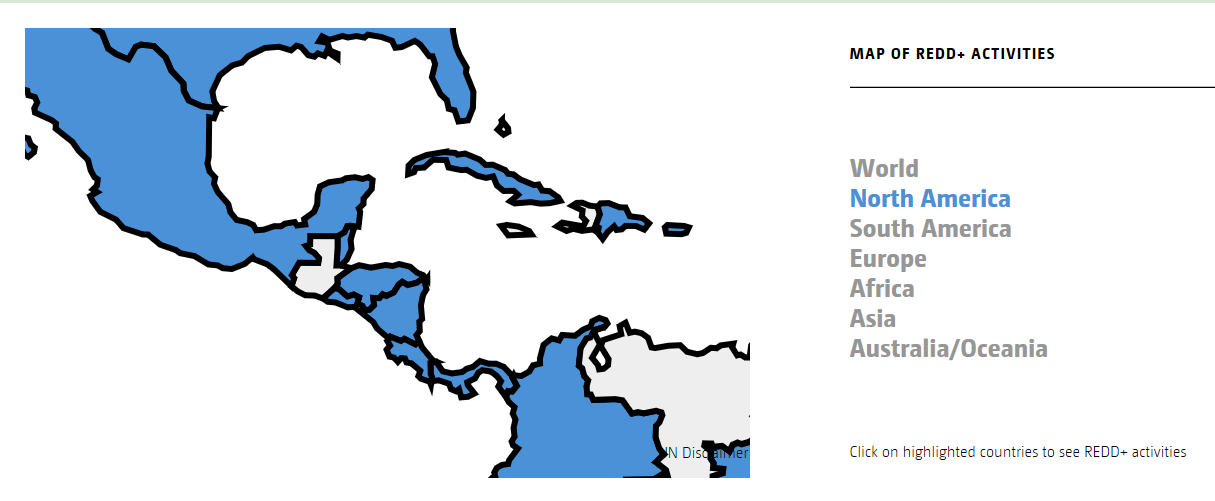 MAP OF REDD+ ACTIVITIES
World
North America
South America
Europe
Africa
Asia
Australia/Oceania
N Disclaimer
Click on highlighted countries to see REDD+ activities